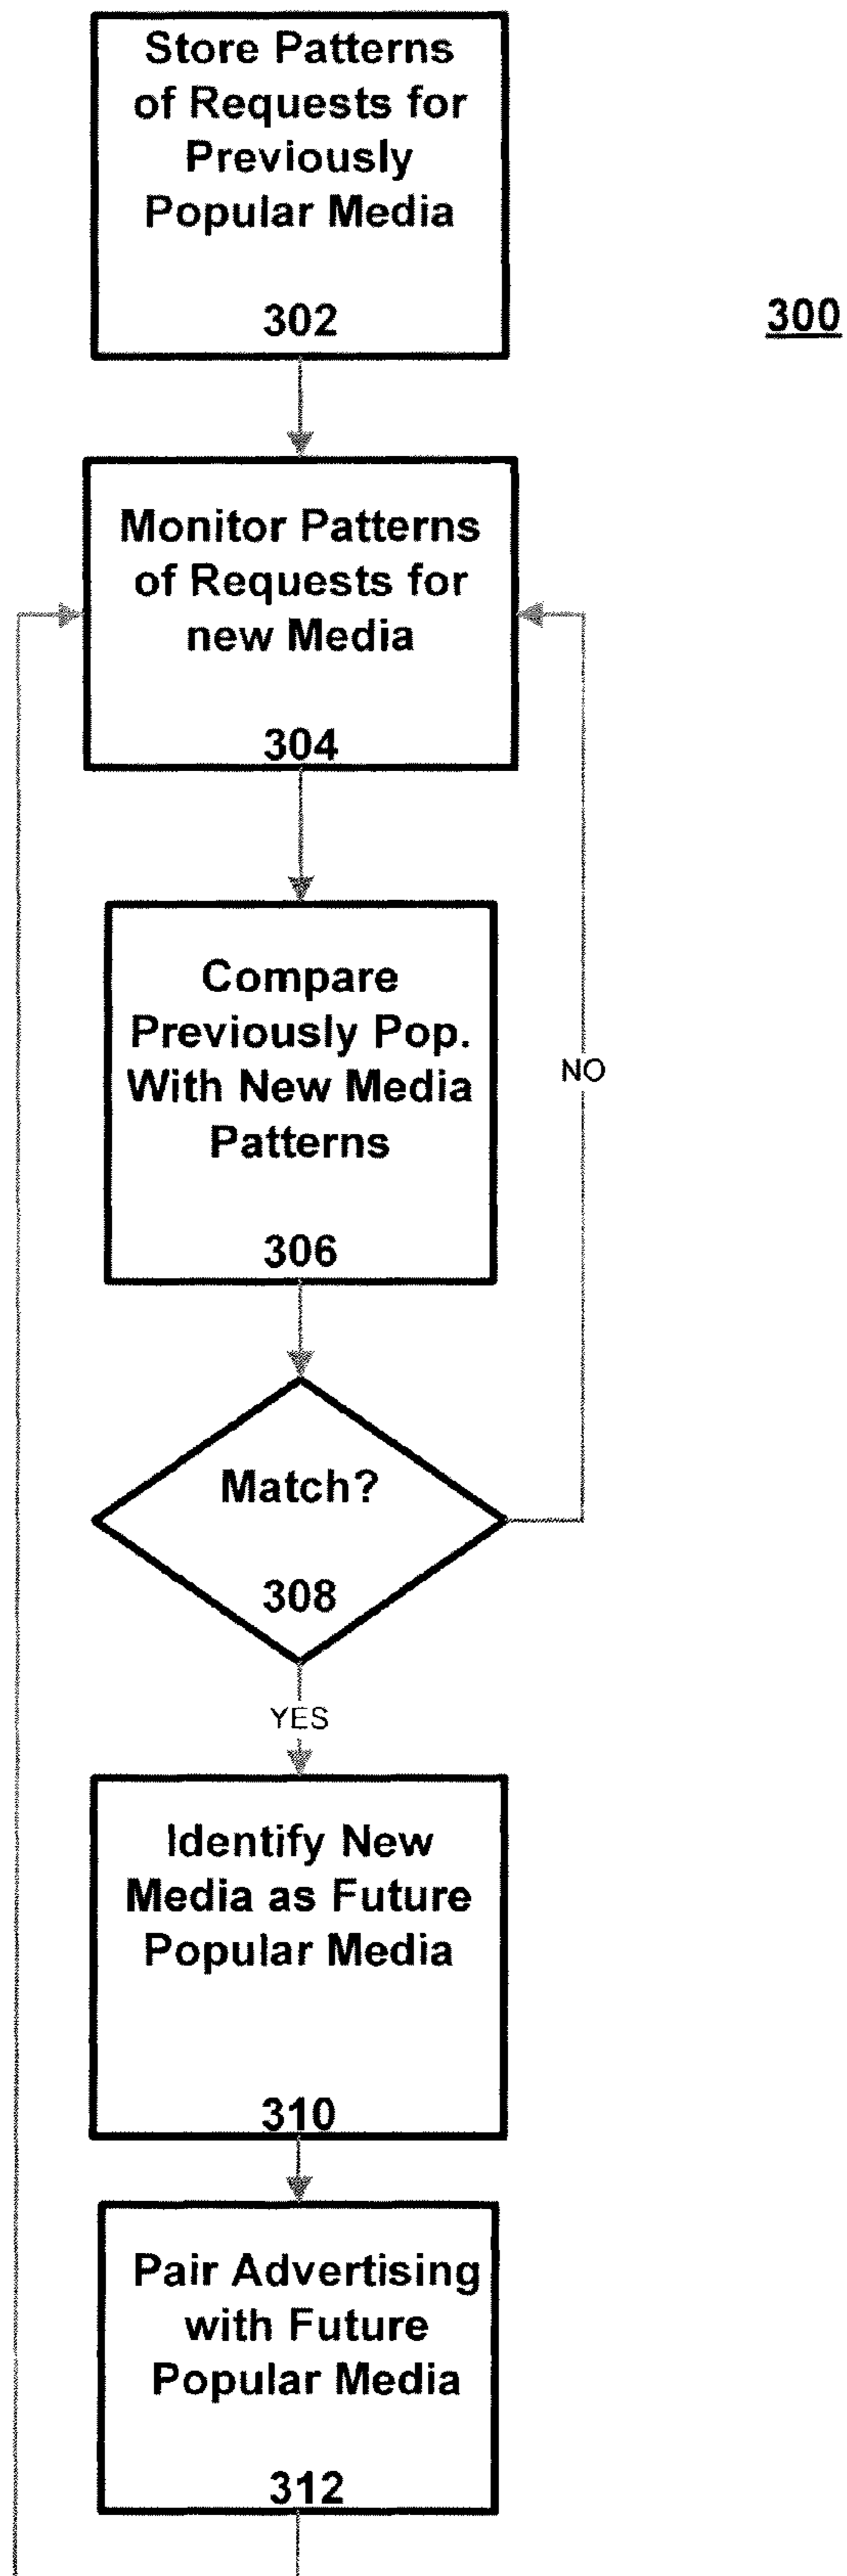 Store Patterns
of Requests for
Previously
Popular Media
302
300
Monitor Patterns
of Requests for
new Media
304
Compare
Previously Pop.
With New Media
Patterns
306
NO
Match?
308
YES
Identify New
Media as Future
Popular Media
310
Pair Advertising
with Future
Popular Media
312